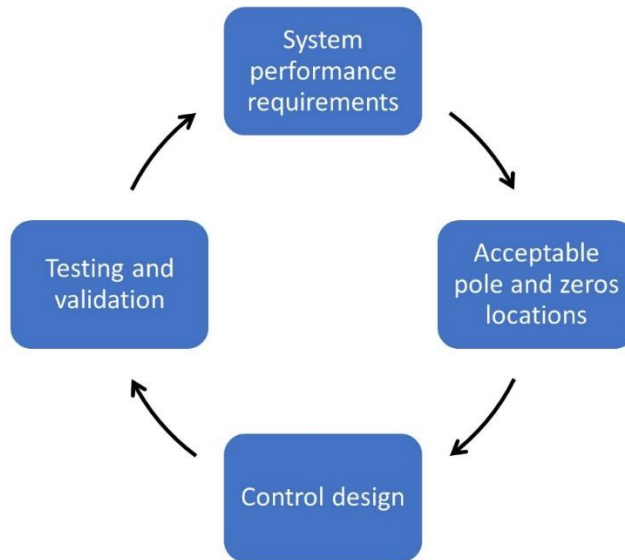 System
performance
requirements
Acceptable
pole and zeros
locations
Control design
Testing and
validation